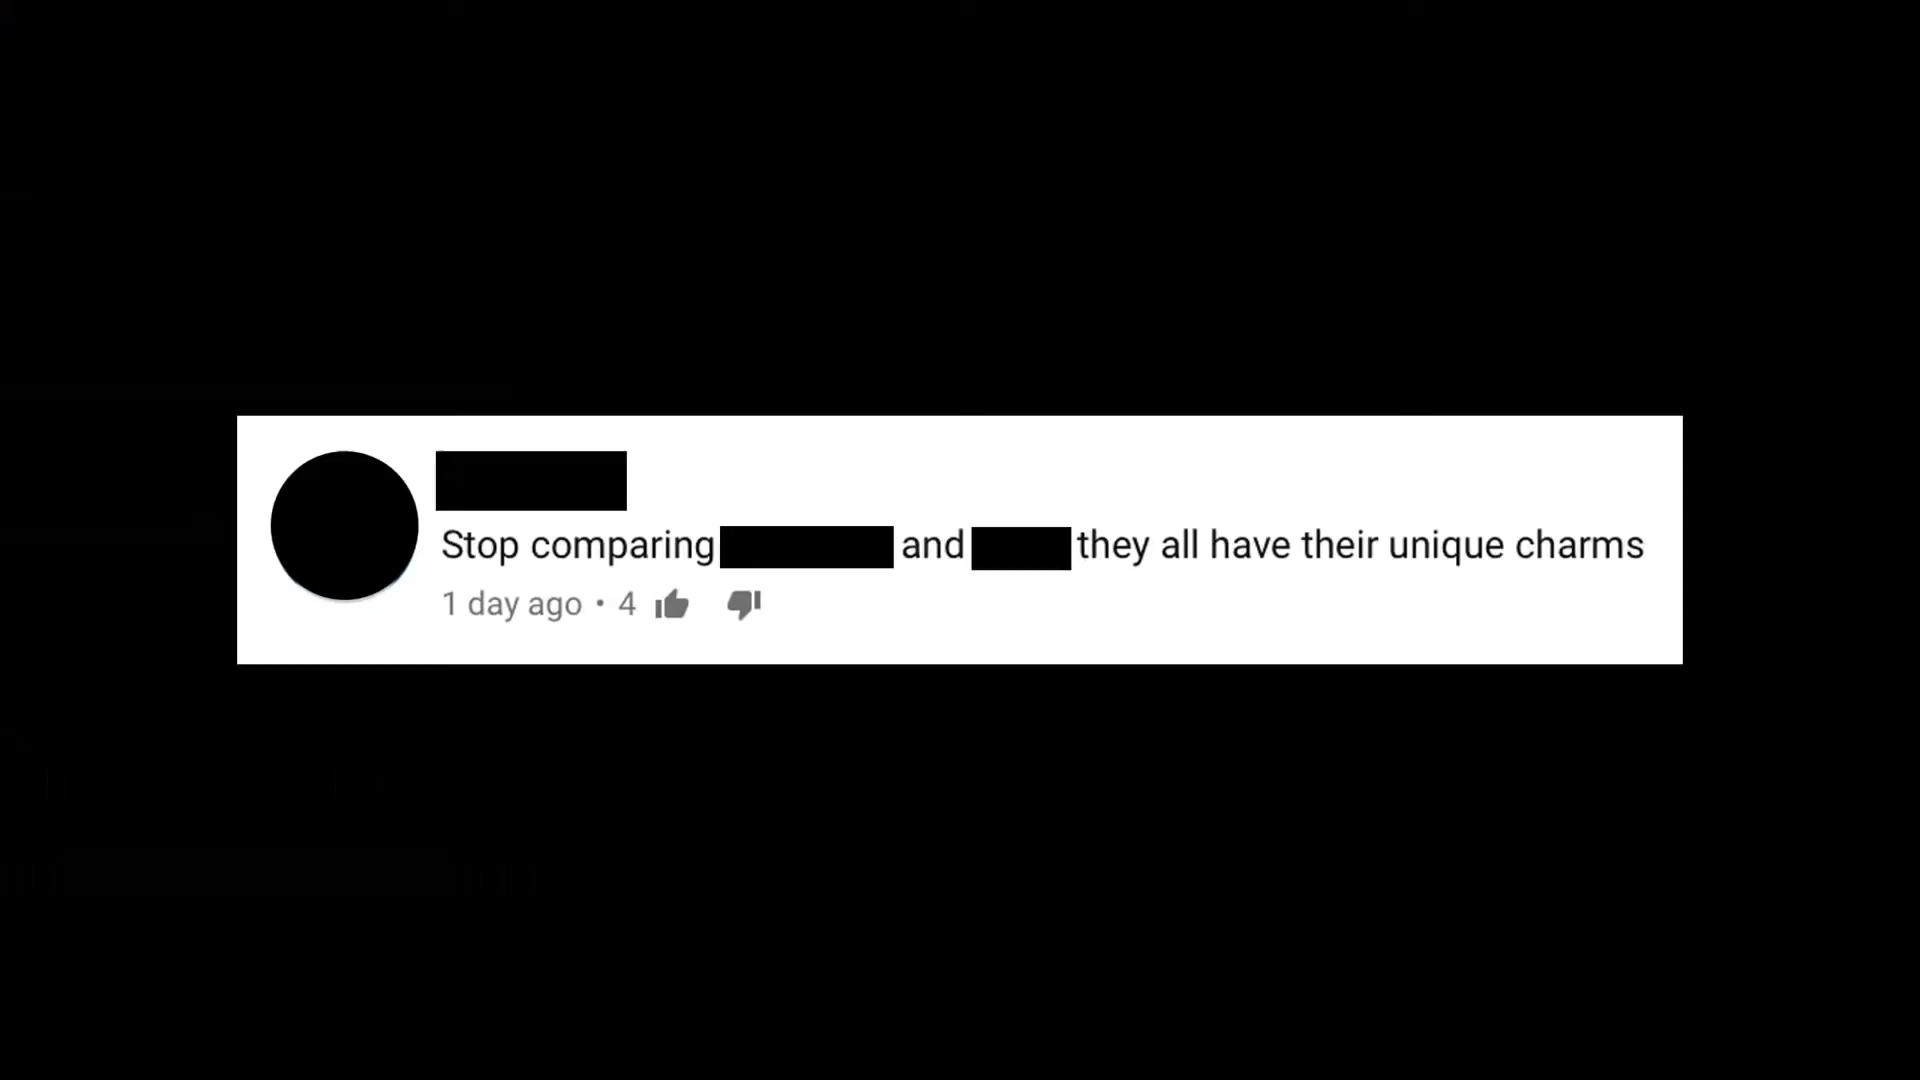 Stop comparing and they all have their unique charms
1 day ago • 4